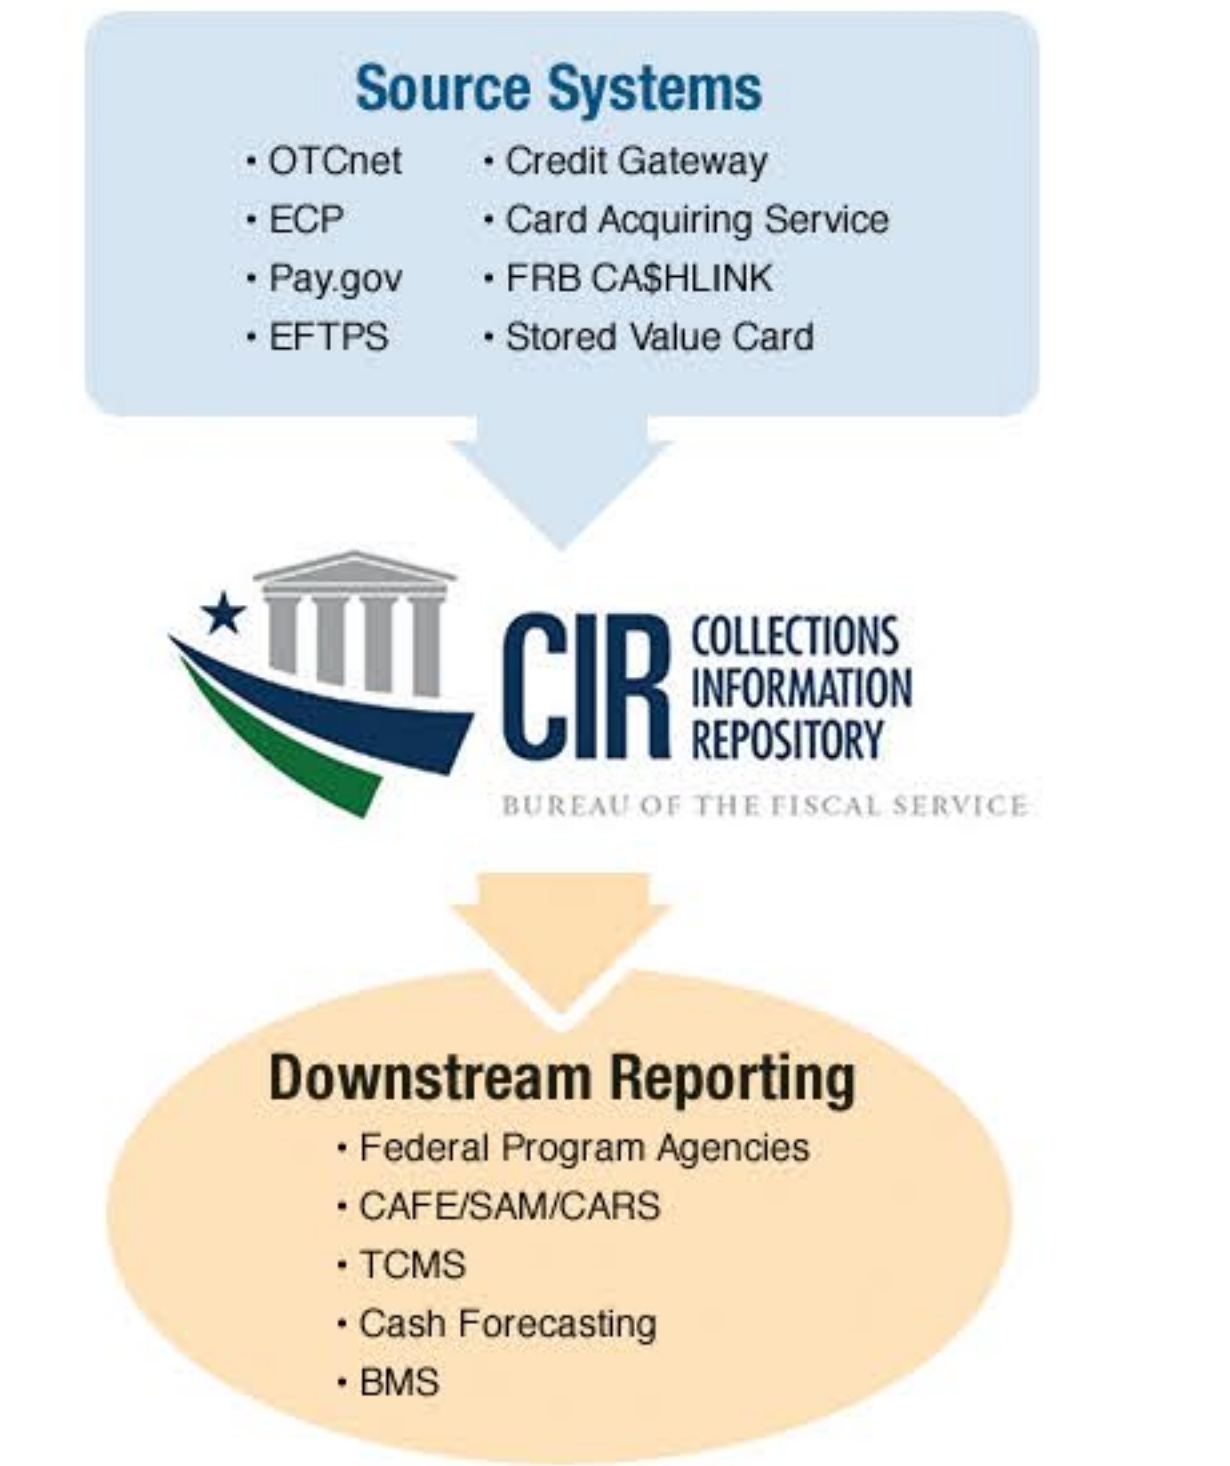 Source Systems
• OTCnet
• ECP
• Pay.gov
• EFTPS
• Credit Gateway
• Card Acquiring Service
• FRB CA$HLINK
• Stored Value Card
CIR
COLLECTIONS
INFORMATION
REPOSITORY
BUREAU OF THE FISCAL SERVICE
Downstream Reporting
• Federal Program Agencies
• CAFE/SAM/CARS
• TCMS
• Cash Forecasting
• BMS